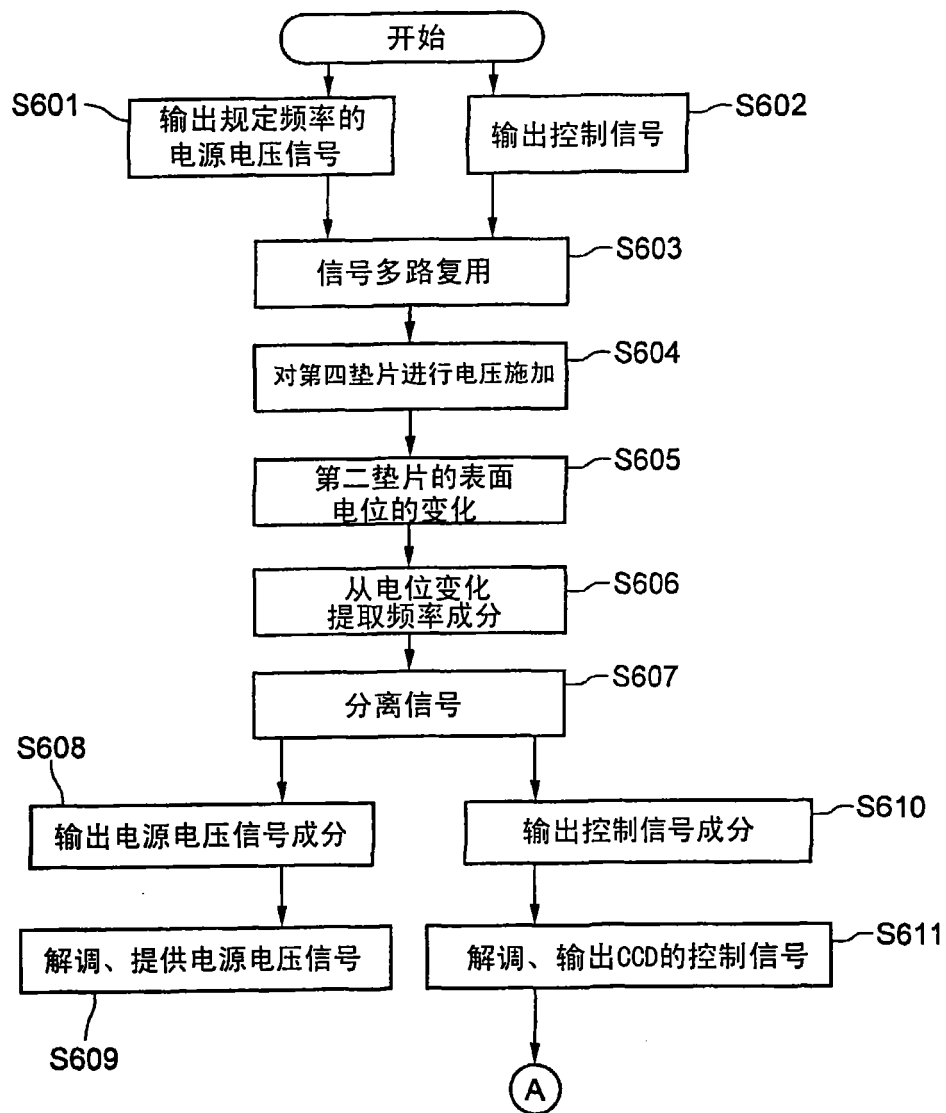 开始
S601
输出规定频率的
电源电压信号
S602
输出控制信号
S603
信号多路复用
S604
对第四垫片进行电压施加
S605
第二垫片的表面
电位的变化
S606
从电位变化
提取频率成分
S607
分离信号
S608
输出电源电压信号成分
S610
输出控制信号成分
解调、提供电源电压信号
S609
S611
解调、输出CCD的控制信号
A